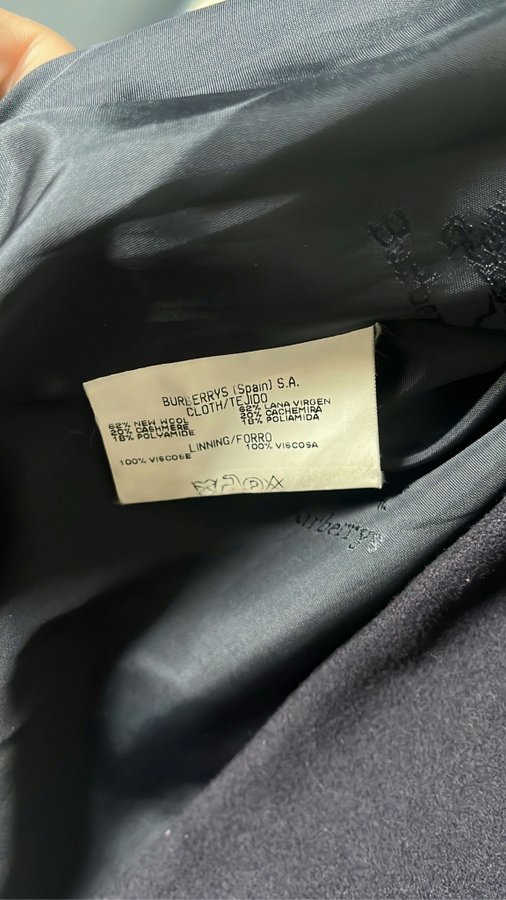 BURBERRYS (Spain) S.A.
CLOTH/TEJIDO
62% NEW WOOL 62% LANA VIRGEN
20% CASHMERE 20% CACHEMIRA
18% POLYAMIDE 18% POLIAMIDA
LINNING/FORRO
100% VISCOSE 100% VISCOSA
Burberrys